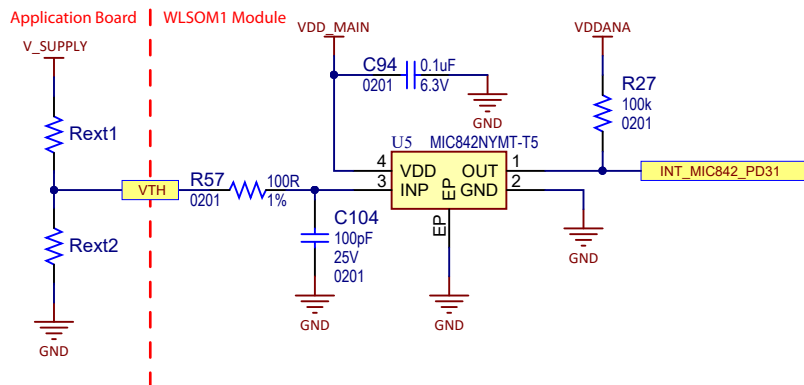 Application Board
WLSOM1 Module
V_SUPPLY
VDD_MAIN
VDDANA
C94
0.1uF
0201
6.3V
GND
R27
100k
0201
Rext1
U5
MIC842NYMT-T5
4
VDD
OUT
1
3
INP
GND
2
EP
EP
INT_MIC842_PD31
VTH
R57
100R
0201
1%
Rext2
C104
100pF
25V
0201
GND
GND
GND
GND